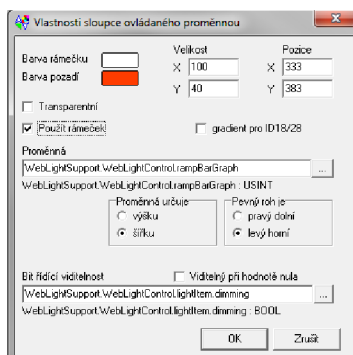 Vlastnosti sloupce ovládaného proměnnou
Velikost
Pozice
Barva rámečku
X 100
X 333
Barva pozadí
Y 40
Y 383
Transparentní
Použít rámeček
gradient pro ID18/28
Proměnná
WebLightSupport.WebLightControl.rampBarGraph
...
WebLightSupport.WebLightControl.rampBarGraph : USINT
Proměnná určuje
Pevný roh je
výšku
pravý dolní
šířku
levý horní
Bit řídící viditelnost
Viditelný při hodnotě nula
WebLightSupport.WebLightControl.lightItem.dimming
...
WebLightSupport.WebLightControl.lightItem.dimming : BOOL
OK
Zrušit